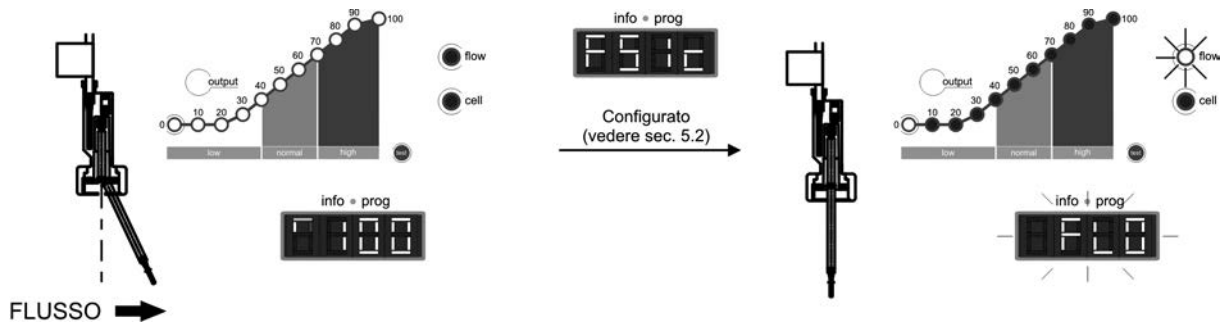 90
80
100
70
60
50
40
30
20
10
0
output
low
normal
high
test
flow
cell
info • prog
FLUSSO
info • prog
Configurato
(vedere sec. 5.2)
90
80
100
70
60
50
40
30
20
10
0
output
low
normal
high
test
flow
cell
info • prog
FLO